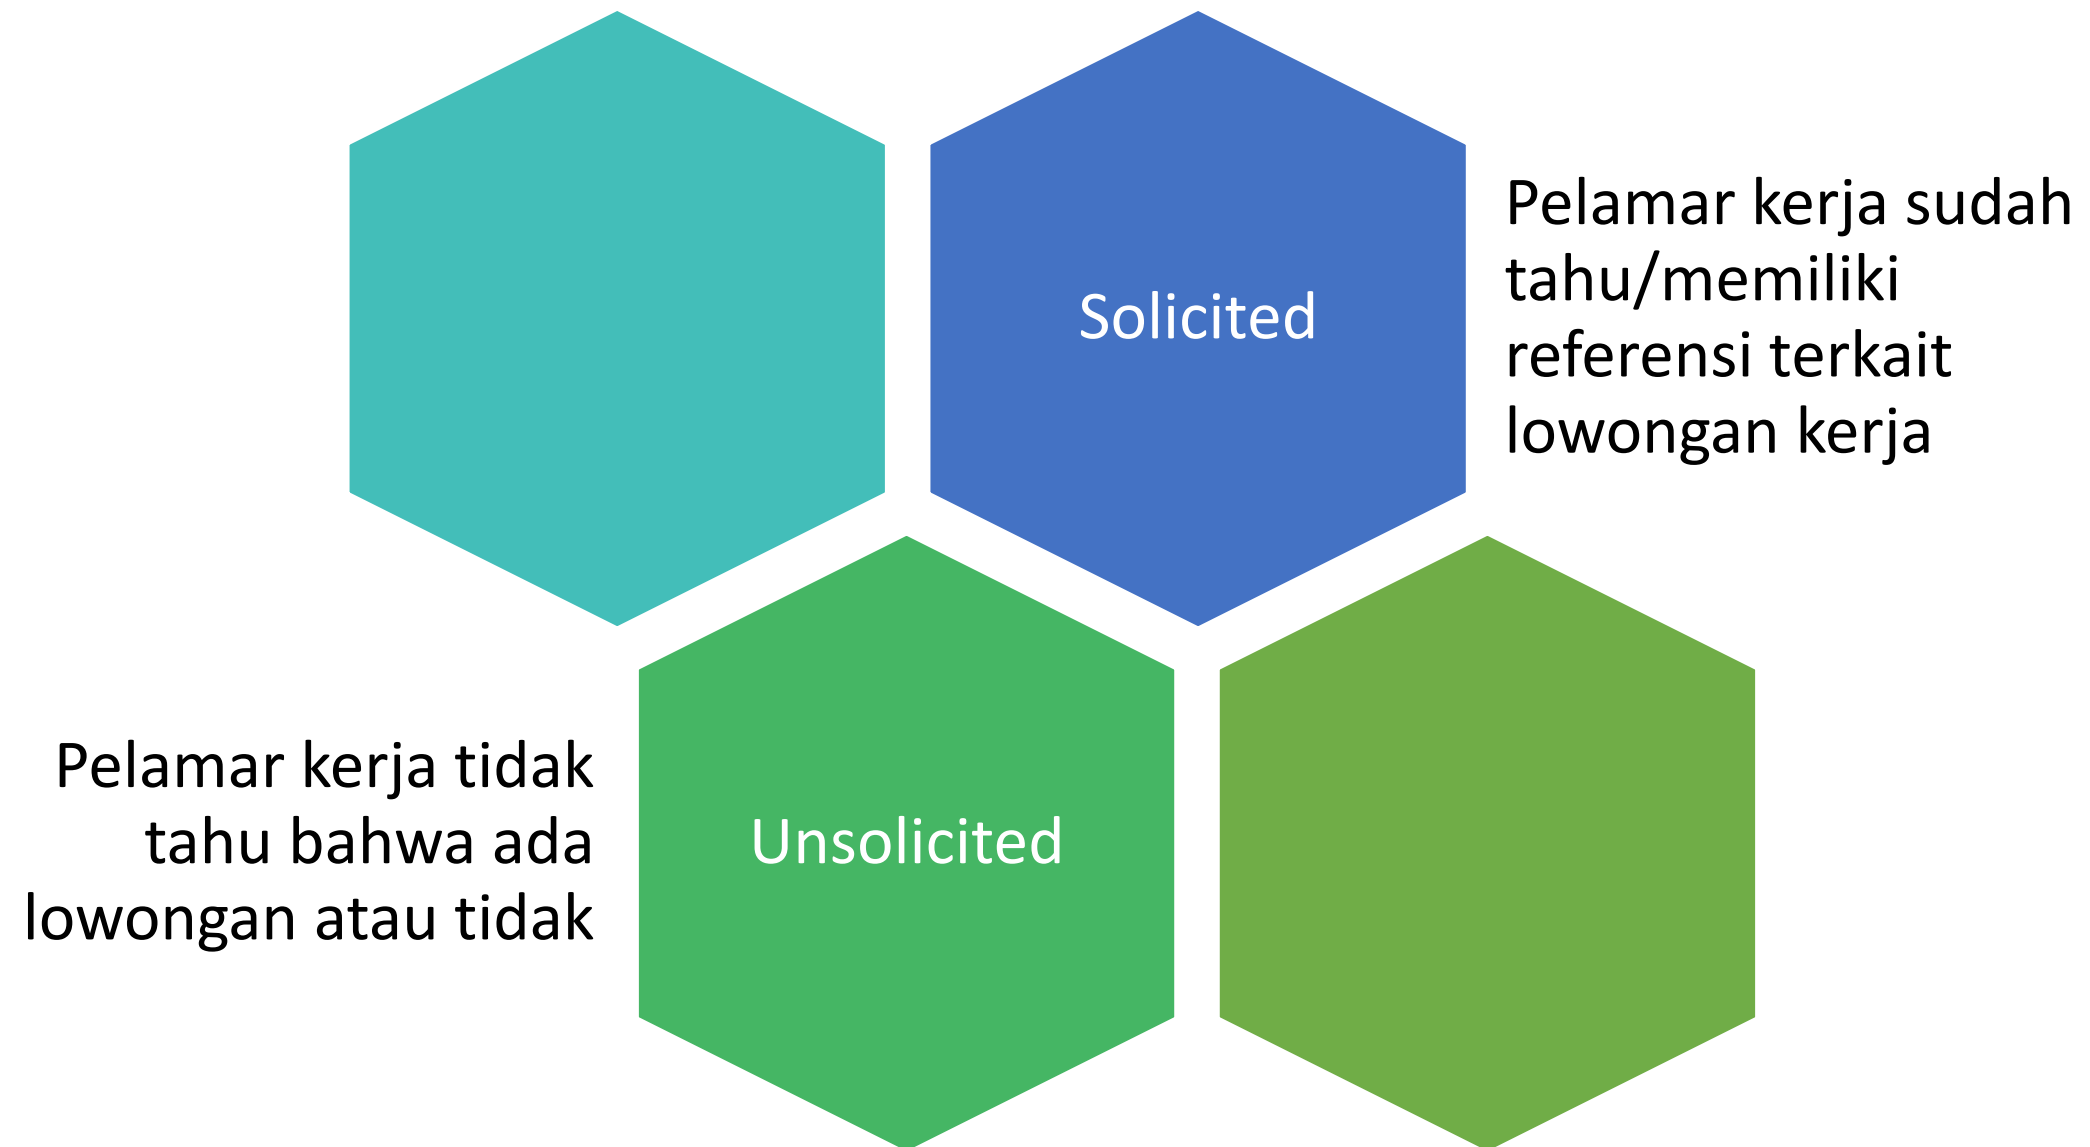 Solicited
Pelamar kerja sudah
tahu/memiliki
referensi terkait
lowongan kerja
Pelamar kerja tidak
tahu bahwa ada
lowongan atau tidak
Unsolicited